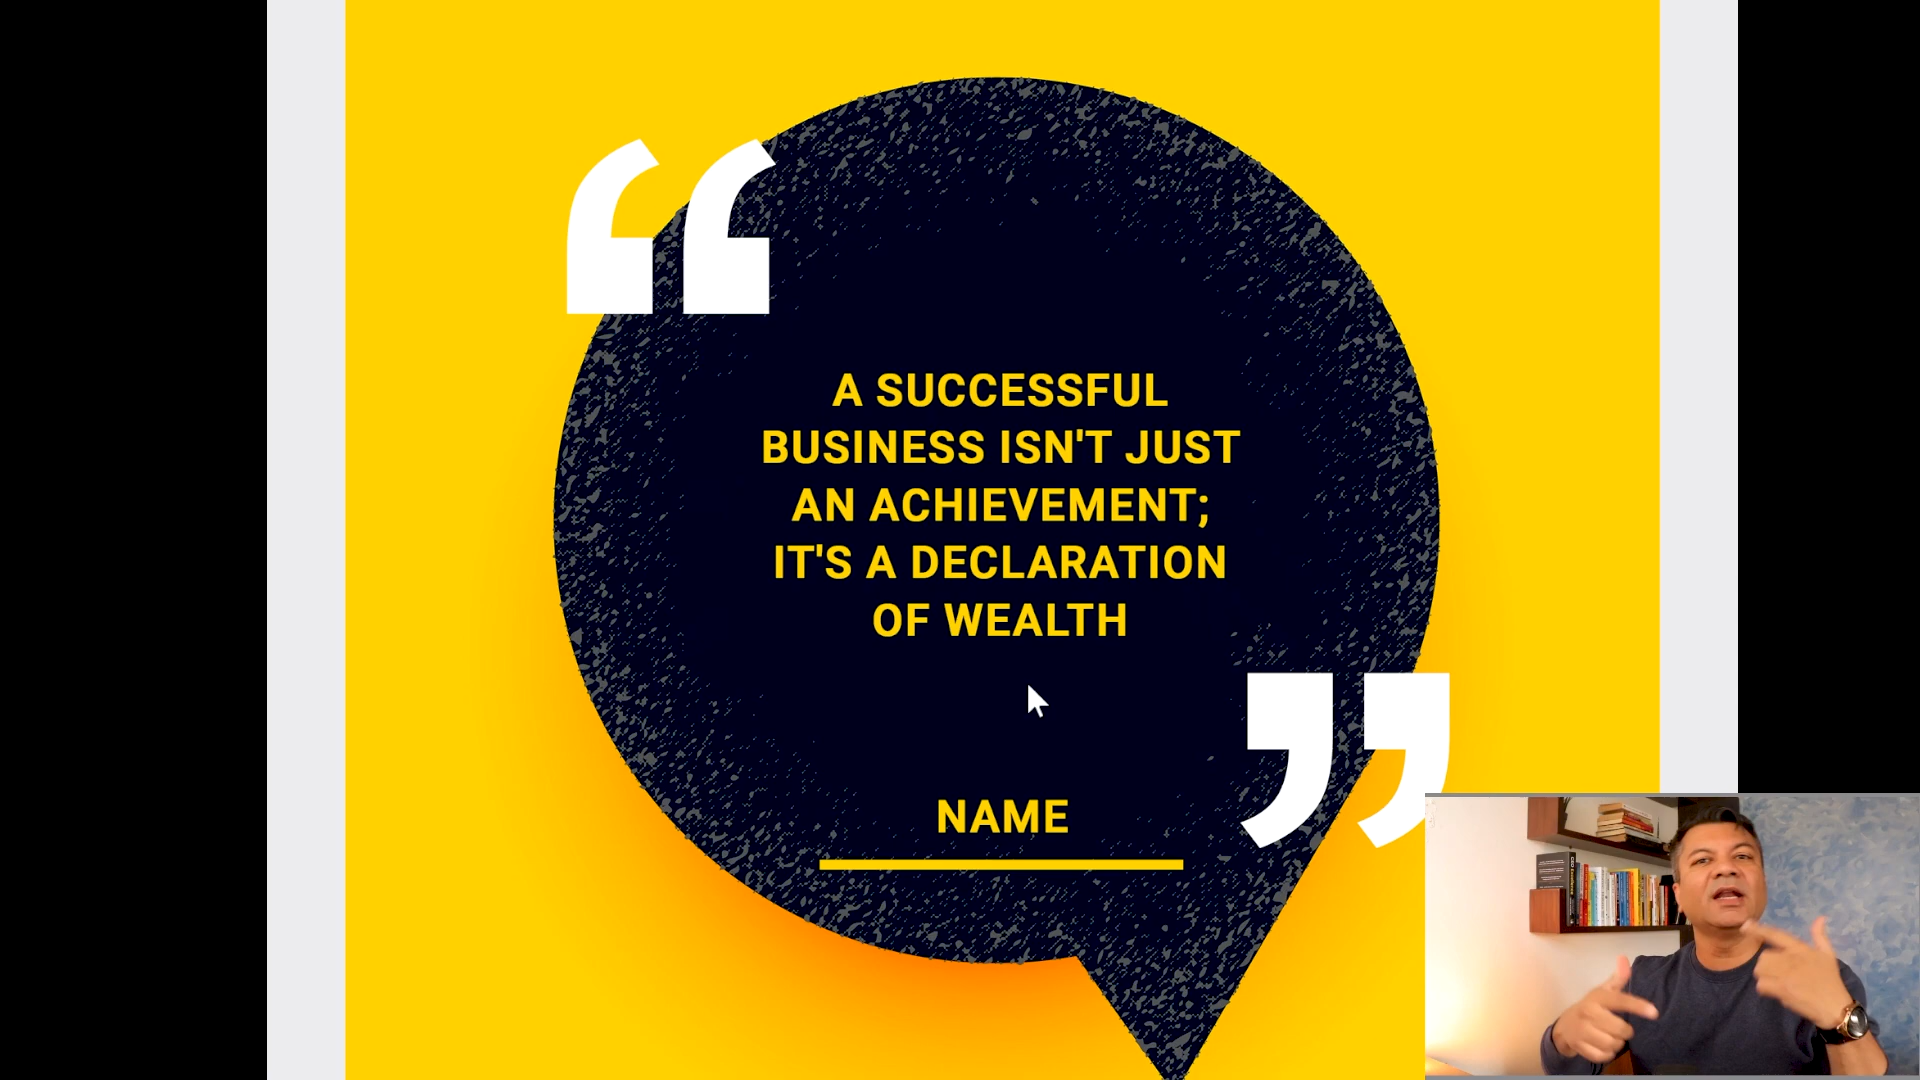 A SUCCESSFUL
BUSINESS ISN'T JUST
AN ACHIEVEMENT;
IT'S A DECLARATION
OF WEALTH
NAME